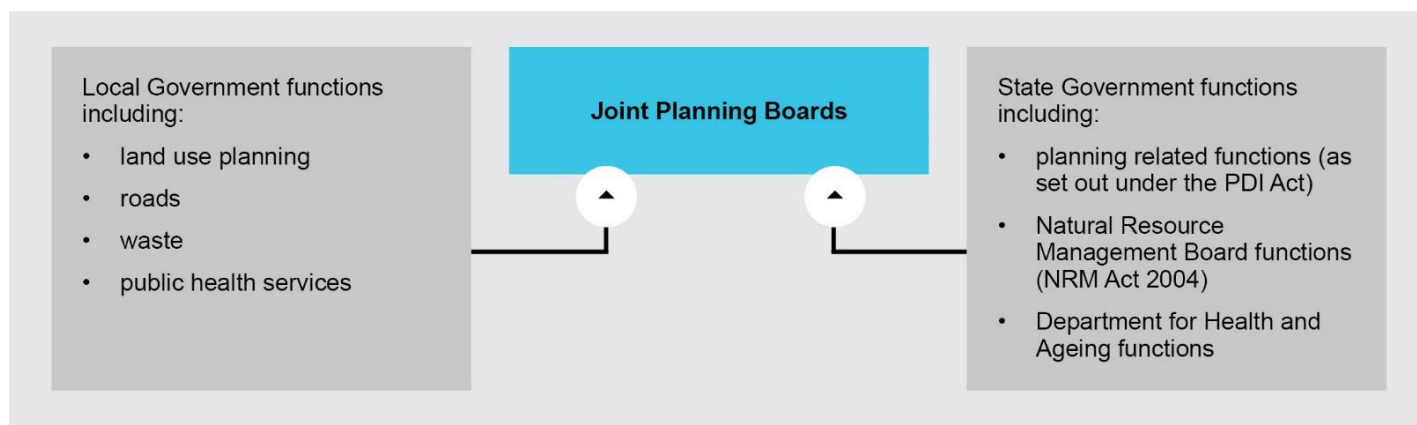 Local Government functions
including:
• land use planning
• roads
• waste
• public health services
Joint Planning Boards
State Government functions
including:
• planning related functions (as
set out under the PDI Act)
• Natural Resource
Management Board functions
(NRM Act 2004)
• Department for Health and
Ageing functions